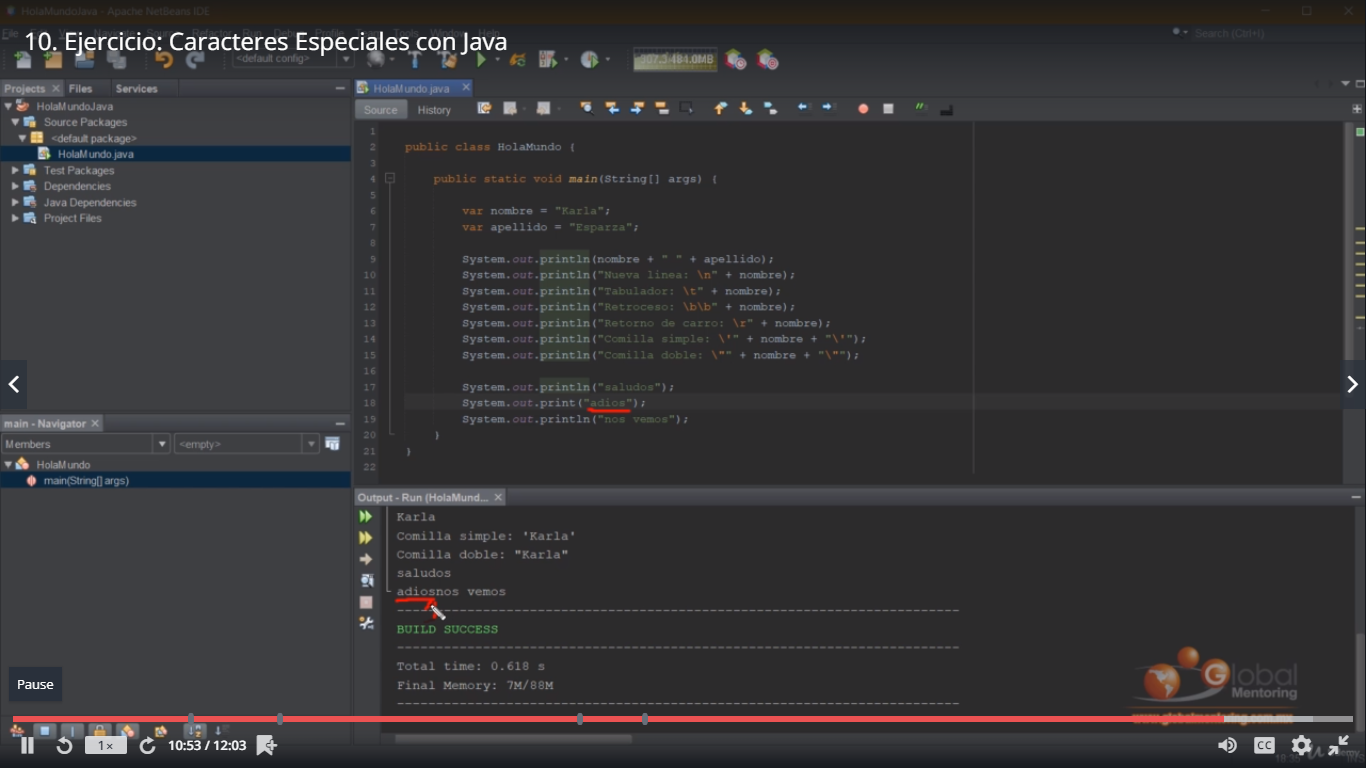 HolaMundoJava - Apache NetBeans IDE
10. Ejercicio: Caracteres Especiales con Java
Search (Ctrl+I)
<default config>
307.3/484.0MB
Projects Files Services
HolaMundo.java
HolaMundoJava
Source Packages
<default package>
HolaMundo.java
Test Packages
Dependencies
Java Dependencies
Project Files
Source History
1
2 public class HolaMundo {
3
4 public static void main(String[] args) {
5
6 var nombre = "Karla";
7 var apellido = "Esparza";
8
9 System.out.println(nombre + " " + apellido);
10 System.out.println("Nueva linea: \n" + nombre);
11 System.out.println("Tabulador: \t" + nombre);
12 System.out.println("Retroceso: \b\b" + nombre);
13 System.out.println("Retorno de carro: \r" + nombre);
14 System.out.println("Comilla simple: \'" + nombre + "\'");
15 System.out.println("Comilla doble: \"" + nombre + "\"");
16
17 System.out.println("saludos");
18 System.out.print("adios");
19 System.out.println("nos vemos");
20 }
21 }
22
main - Navigator
Members <empty>
HolaMundo
main(String[] args)
Output - Run (HolaMund...
Karla
Comilla simple: 'Karla'
Comilla doble: "Karla"
saludos
adiosnos vemos
------------------------------------------------------------------------
BUILD SUCCESS
------------------------------------------------------------------------
Total time: 0.618 s
Final Memory: 7M/88M
------------------------------------------------------------------------
Global
Mentoring
www.globalmentoring.com.mx
Pause
1x 10:53 / 12:03
CC